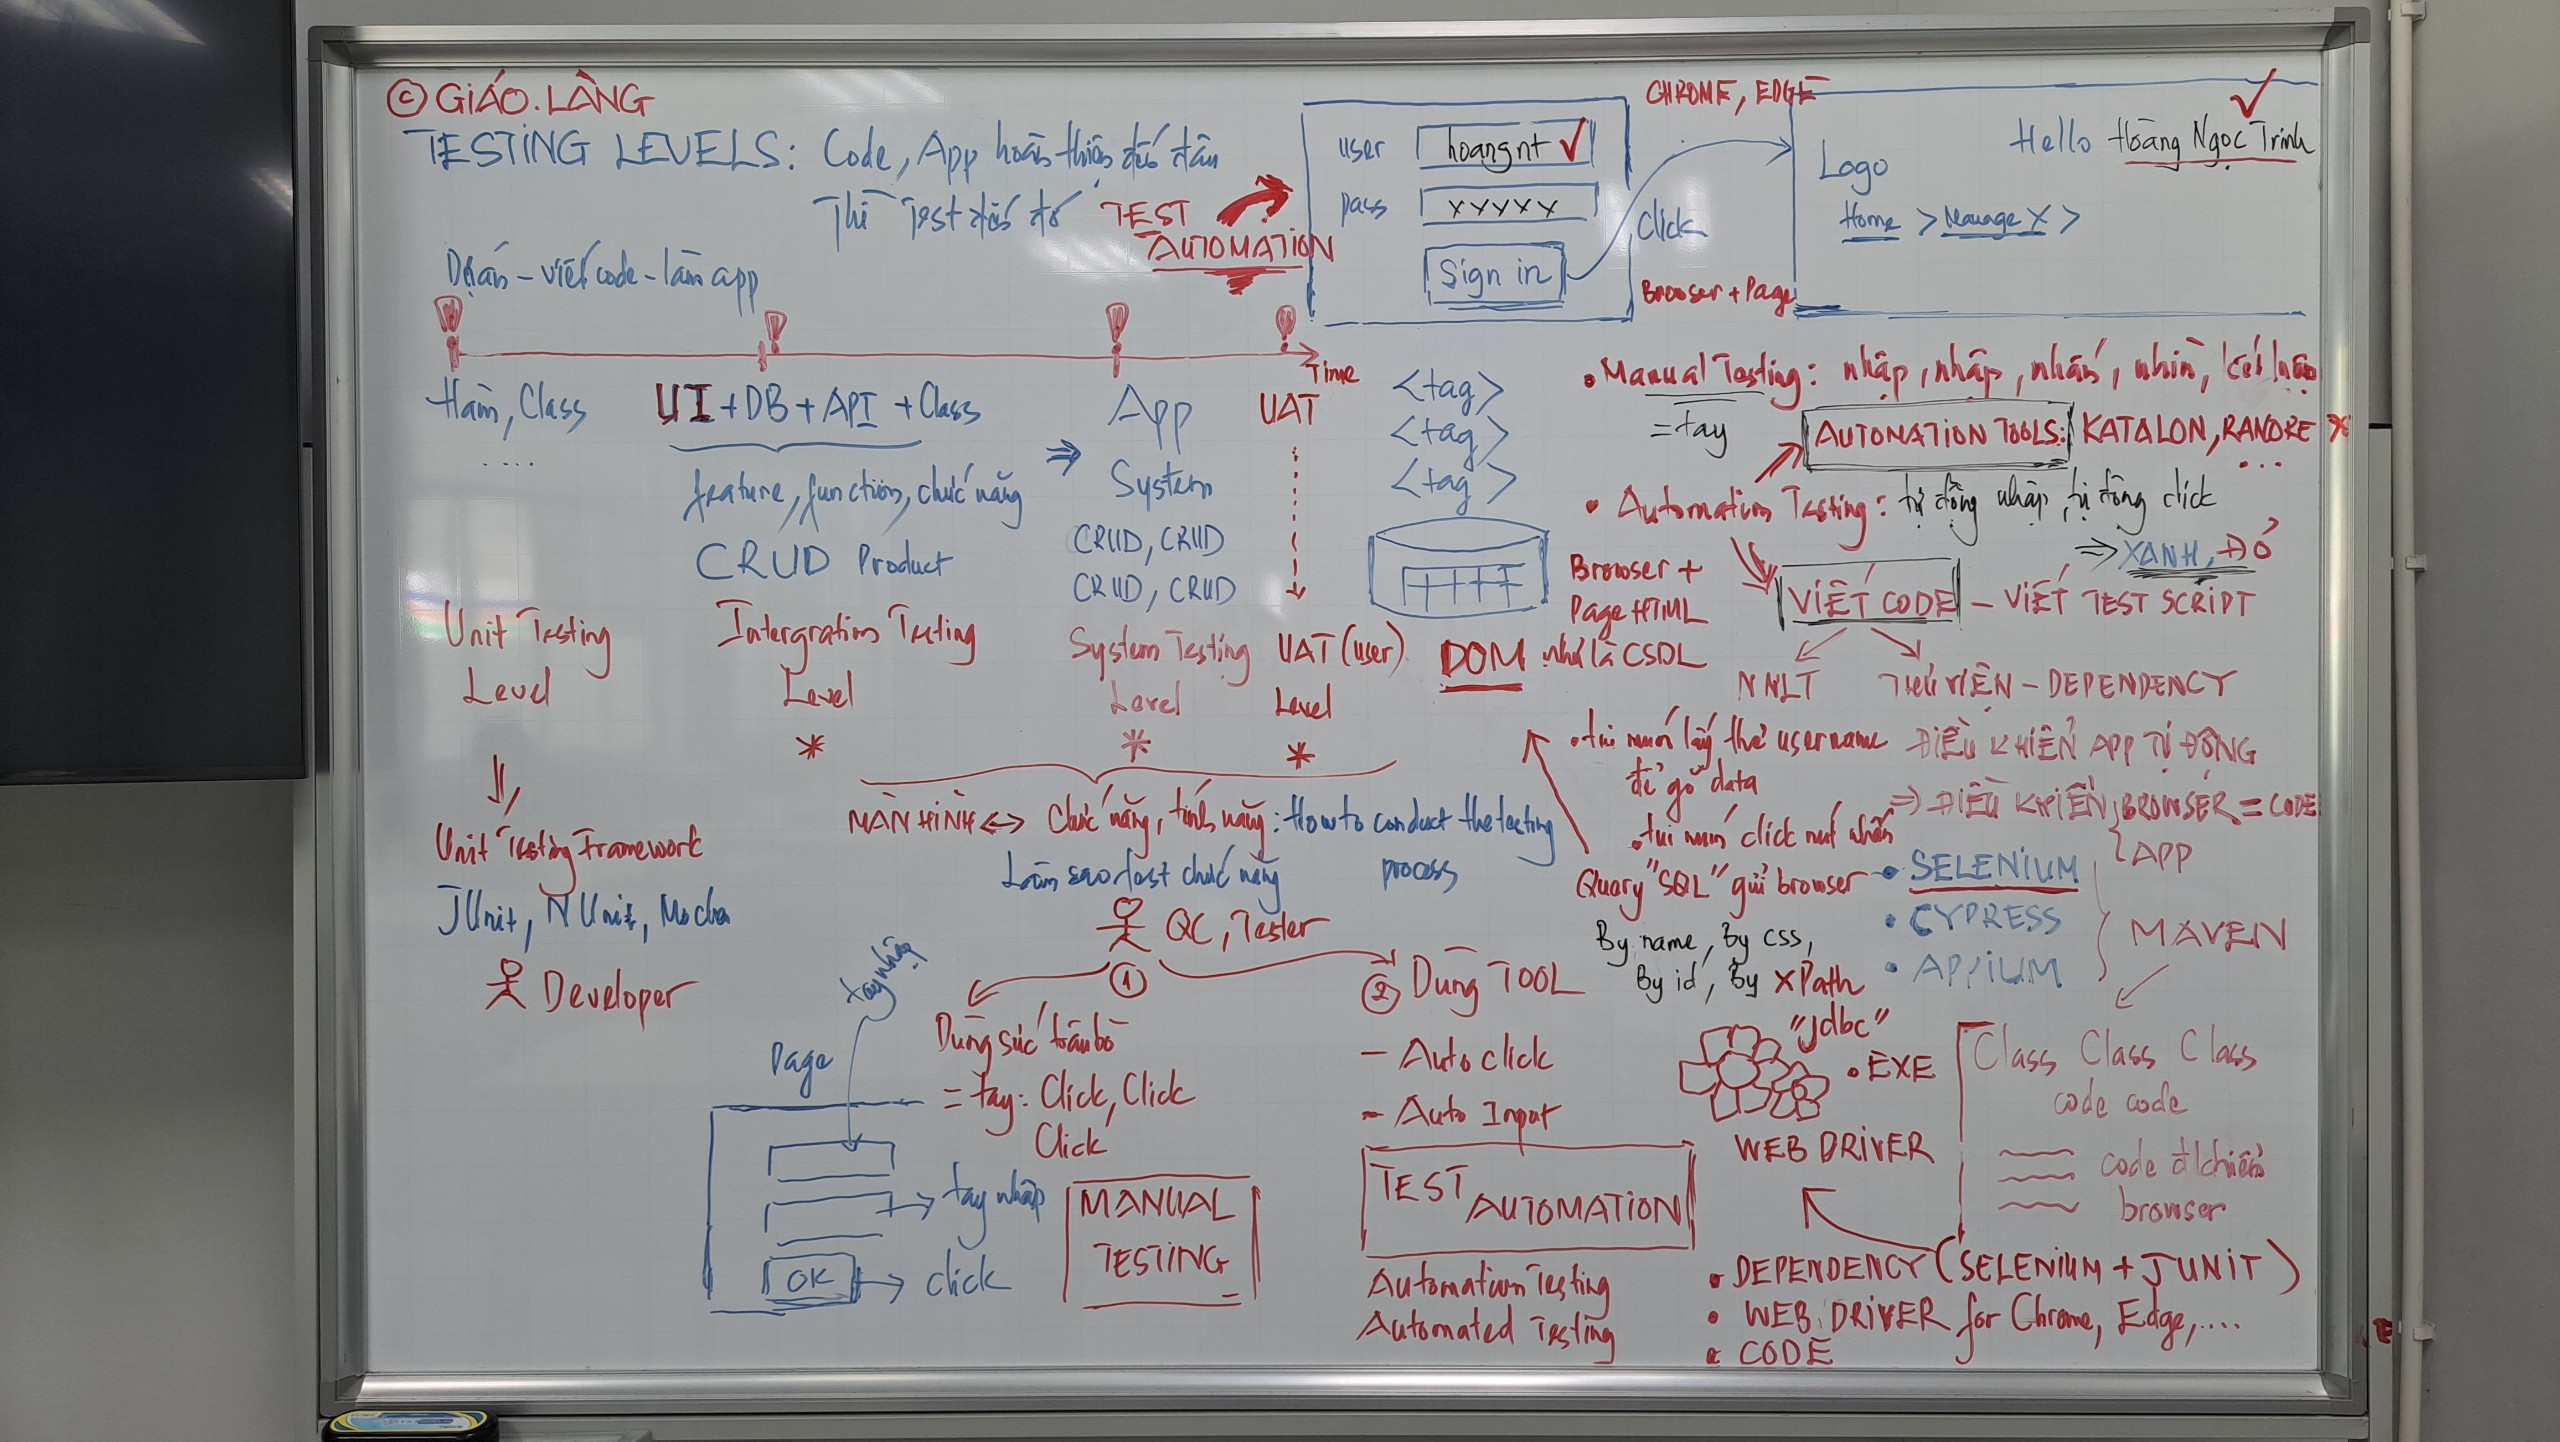 © GIÁO.LÀNG
TESTING LEVELS: Code, App hoàn thiện đến đâu
Thì Test đến đó
TEST
AUTOMATION
Dự án - viết code - làm app
Time
Hàm, Class
....
UI + DB + API + Class
feature, function, chức năng
CRUD Product
App
System
CRUD, CRUD
CRUD, CRUD
UAT
Unit Testing
Level
Intergration Testing
Level
*
System Testing
Level
*
UAT (user)
Level
*
Unit Testing Framework
JUnit, NUnit, Mocha
Developer
MÀN HÌNH <-> chức năng, tính năng: How to conduct the testing
process
Làm sao test chức năng
QC, Tester
①
Dùng sức trâu bò
= tay: Click, Click
Click
MANUAL
TESTING
② Dùng TOOL
- Auto click
- Auto Input
TEST
AUTOMATION
Automation Testing
Automated Testing
Page
tay nhập
tay nhập
OK
click
user
hoangnt ✓
pass
xyyyy
Sign in
CHROME, EDGE
Click
Browser + Page
Logo
Hello Hoàng Ngọc Trinh
Home > Manage X >
<tag>
<tag>
<tag>
Browser +
Page HTML
DOM như là CSDL
• Manual Testing: nhập, nhập, nhấn, nhìn, kết luận
= tay
AUTOMATION TOOLS: KATALON, RANOREX
...
• Automation Testing: tự động nhập, tự động click
=> XANH, ĐỎ
VIẾT CODE - VIẾT TEST SCRIPT
NNLT
THƯ VIỆN - DEPENDENCY
ĐIỀU KHIỂN APP TỰ ĐỘNG
=> ĐIỀU KHIỂN BROWSER = CODE
APP
• tui muốn lấy thẻ username
để gõ data
• tui muốn click nút nhấn
Query "SQL" gửi browser
By name, By css,
By id, By xPath
• SELENIUM
• CYPRESS
• APPIUM
MAVEN
"jdbc"
• EXE
WEB DRIVER
Class Class Class
code code
code đ/khiển
browser
• DEPENDENCY (SELENIUM + JUNIT)
• WEB DRIVER for Chrome, Edge,....
• CODE